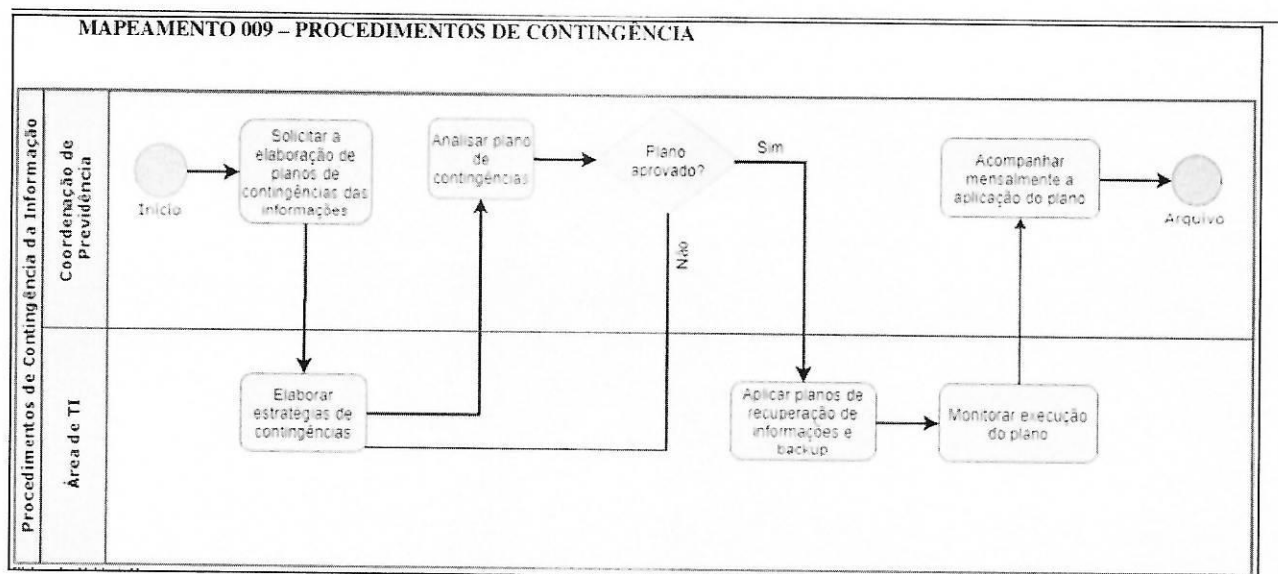 MAPEAMENTO 009 – PROCEDIMENTOS DE CONTINGÊNCIA
Procedimentos de Contingência da Informação
Coordenação de
Previdência
Início
Solicitar a
elaboração de
planos de
contingências das
informações
Analisar plano
de
contingências
Plano
aprovado?
Sim
Não
Acompanhar
mensalmente a
aplicação do plano
Arquivo
Área de TI
Elaborar
estratégias de
contingências
Aplicar planos de
recuperação de
informações e
backup
Monitorar execução
do plano